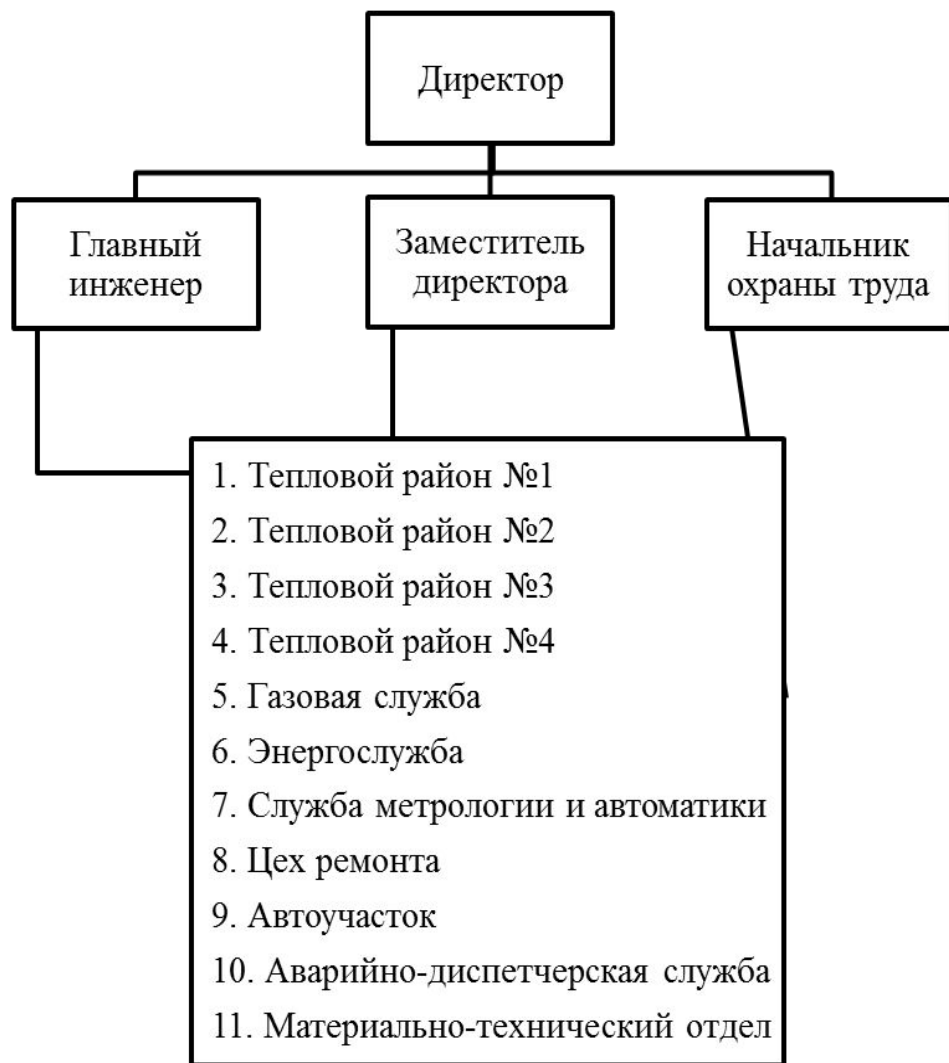 Директор
Главный
инженер
Заместитель
директора
Начальник
охраны труда
1. Тепловой район №1
2. Тепловой район №2
3. Тепловой район №3
4. Тепловой район №4
5. Газовая служба
6. Энергослужба
7. Служба метрологии и автоматики
8. Цех ремонта
9. Автоучасток
10. Аварийно-диспетчерская служба
11. Материально-технический отдел